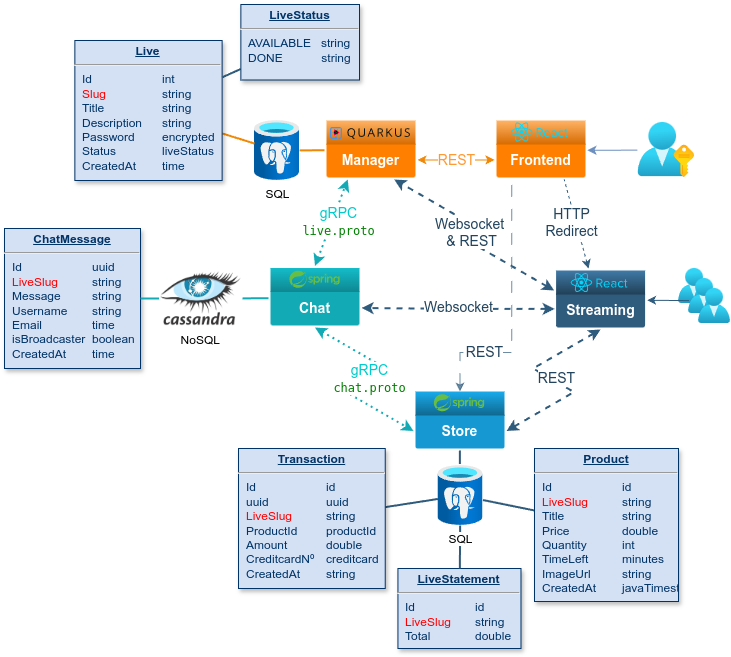 LiveStatus
AVAILABLE string
DONE string
Live
Id int
Slug string
Title string
Description string
Password encrypted
Status liveStatus
CreatedAt time
SQL
QUARKUS
Manager
REST
React
Frontend
gRPC
live.proto
Websocket
& REST
HTTP
Redirect
ChatMessage
Id uuid
LiveSlug string
Message string
Username string
Email time
isBroadcaster boolean
CreatedAt time
cassandra
NoSQL
spring
Chat
Websocket
React
Streaming
gRPC
chat.proto
REST
REST
spring
Store
Transaction
Id id
uuid uuid
LiveSlug string
ProductId productId
Amount double
CreditcardNº creditcard
CreatedAt string
SQL
Product
Id id
LiveSlug string
Title string
Price double
Quantity int
TimeLeft minutes
ImageUrl string
CreatedAt javaTimest
LiveStatement
Id id
LiveSlug string
Total double